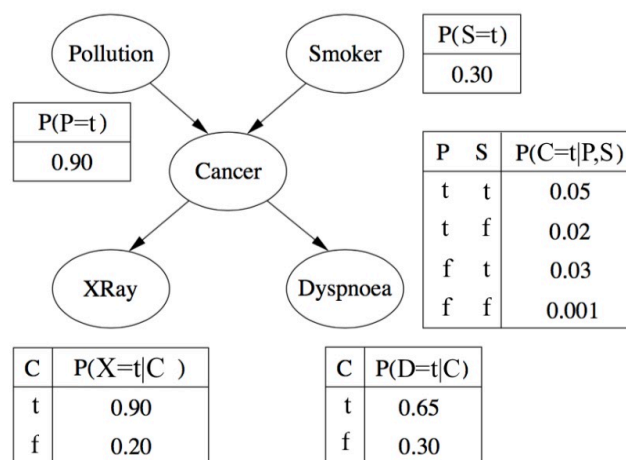 Pollution
Smoker
P(S=t)
0.30
P(P=t)
0.90
Cancer
P S P(C=t|P,S)
t t 0.05
t f 0.02
f t 0.03
f f 0.001
XRay
Dyspnoea
C P(X=t|C )
t 0.90
f 0.20
C P(D=t|C)
t 0.65
f 0.30